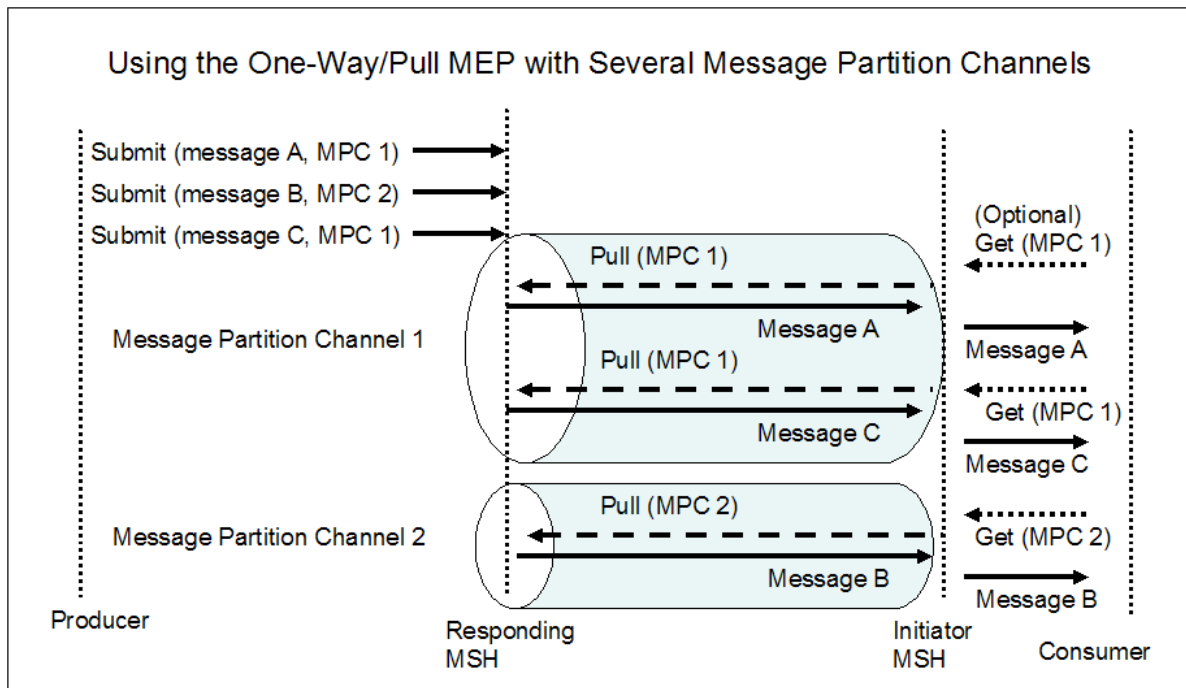 Using the One-Way/Pull MEP with Several Message Partition Channels
Submit (message A, MPC 1)
Submit (message B, MPC 2)
Submit (message C, MPC 1)
(Optional)
Get (MPC 1)
Pull (MPC 1)
Message A
Message A
Message Partition Channel 1
Pull (MPC 1)
Get (MPC 1)
Message C
Message C
Pull (MPC 2)
Get (MPC 2)
Message Partition Channel 2
Message B
Message B
Producer
Responding
MSH
Initiator
MSH
Consumer